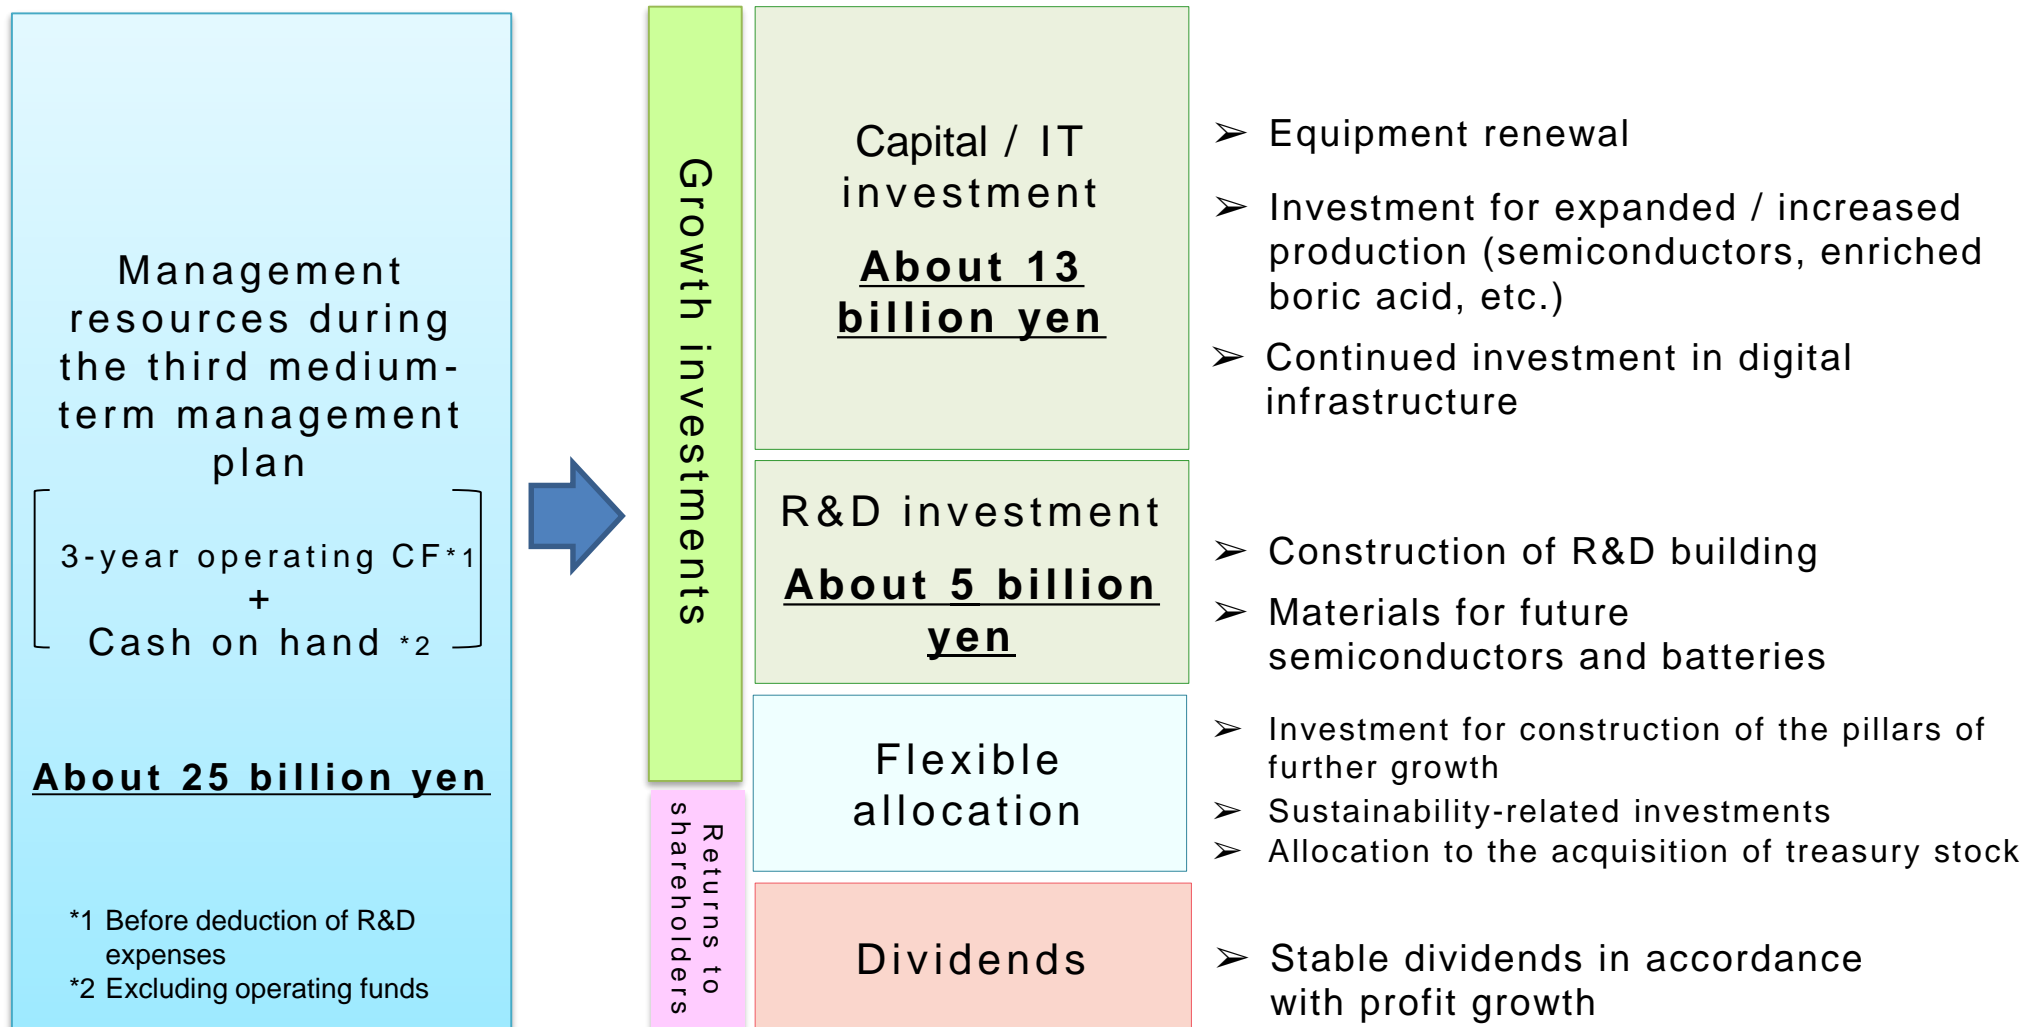 Management
resources during
the third medium-
term management
plan
3-year operating CF*1
+
Cash on hand *2
About 25 billion yen
*1 Before deduction of R&D
expenses
*2 Excluding operating funds
Growth investments
Capital / IT
investment
About 13
billion yen
➢ Equipment renewal
➢ Investment for expanded / increased
production (semiconductors, enriched
boric acid, etc.)
➢ Continued investment in digital
infrastructure
R&D investment
About 5 billion
yen
➢ Construction of R&D building
➢ Materials for future
semiconductors and batteries
Flexible
allocation
➢ Investment for construction of the pillars of
further growth
➢ Sustainability-related investments
➢ Allocation to the acquisition of treasury stock
Returns to
shareholders
Dividends
➢ Stable dividends in accordance
with profit growth